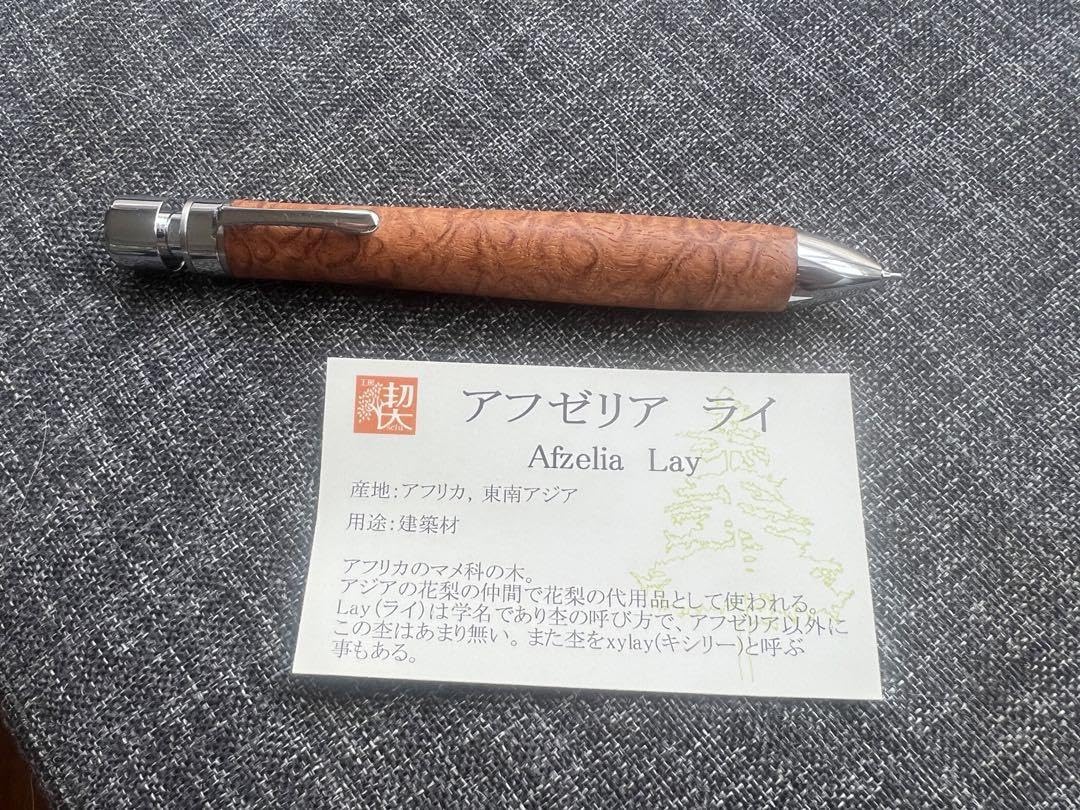 工房
楔
アフゼリア ライ
Afzelia Lay
産地：アフリカ，東南アジア
用途：建築材
アフリカのマメ科の木。
アジアの花梨の仲間で花梨の代用品として使われる。
Lay（ライ）は学名であり杢の呼び方で、アフゼリア以外に
この杢はあまり無い。また杢をxylay(キシリー)と呼ぶ
事もある。